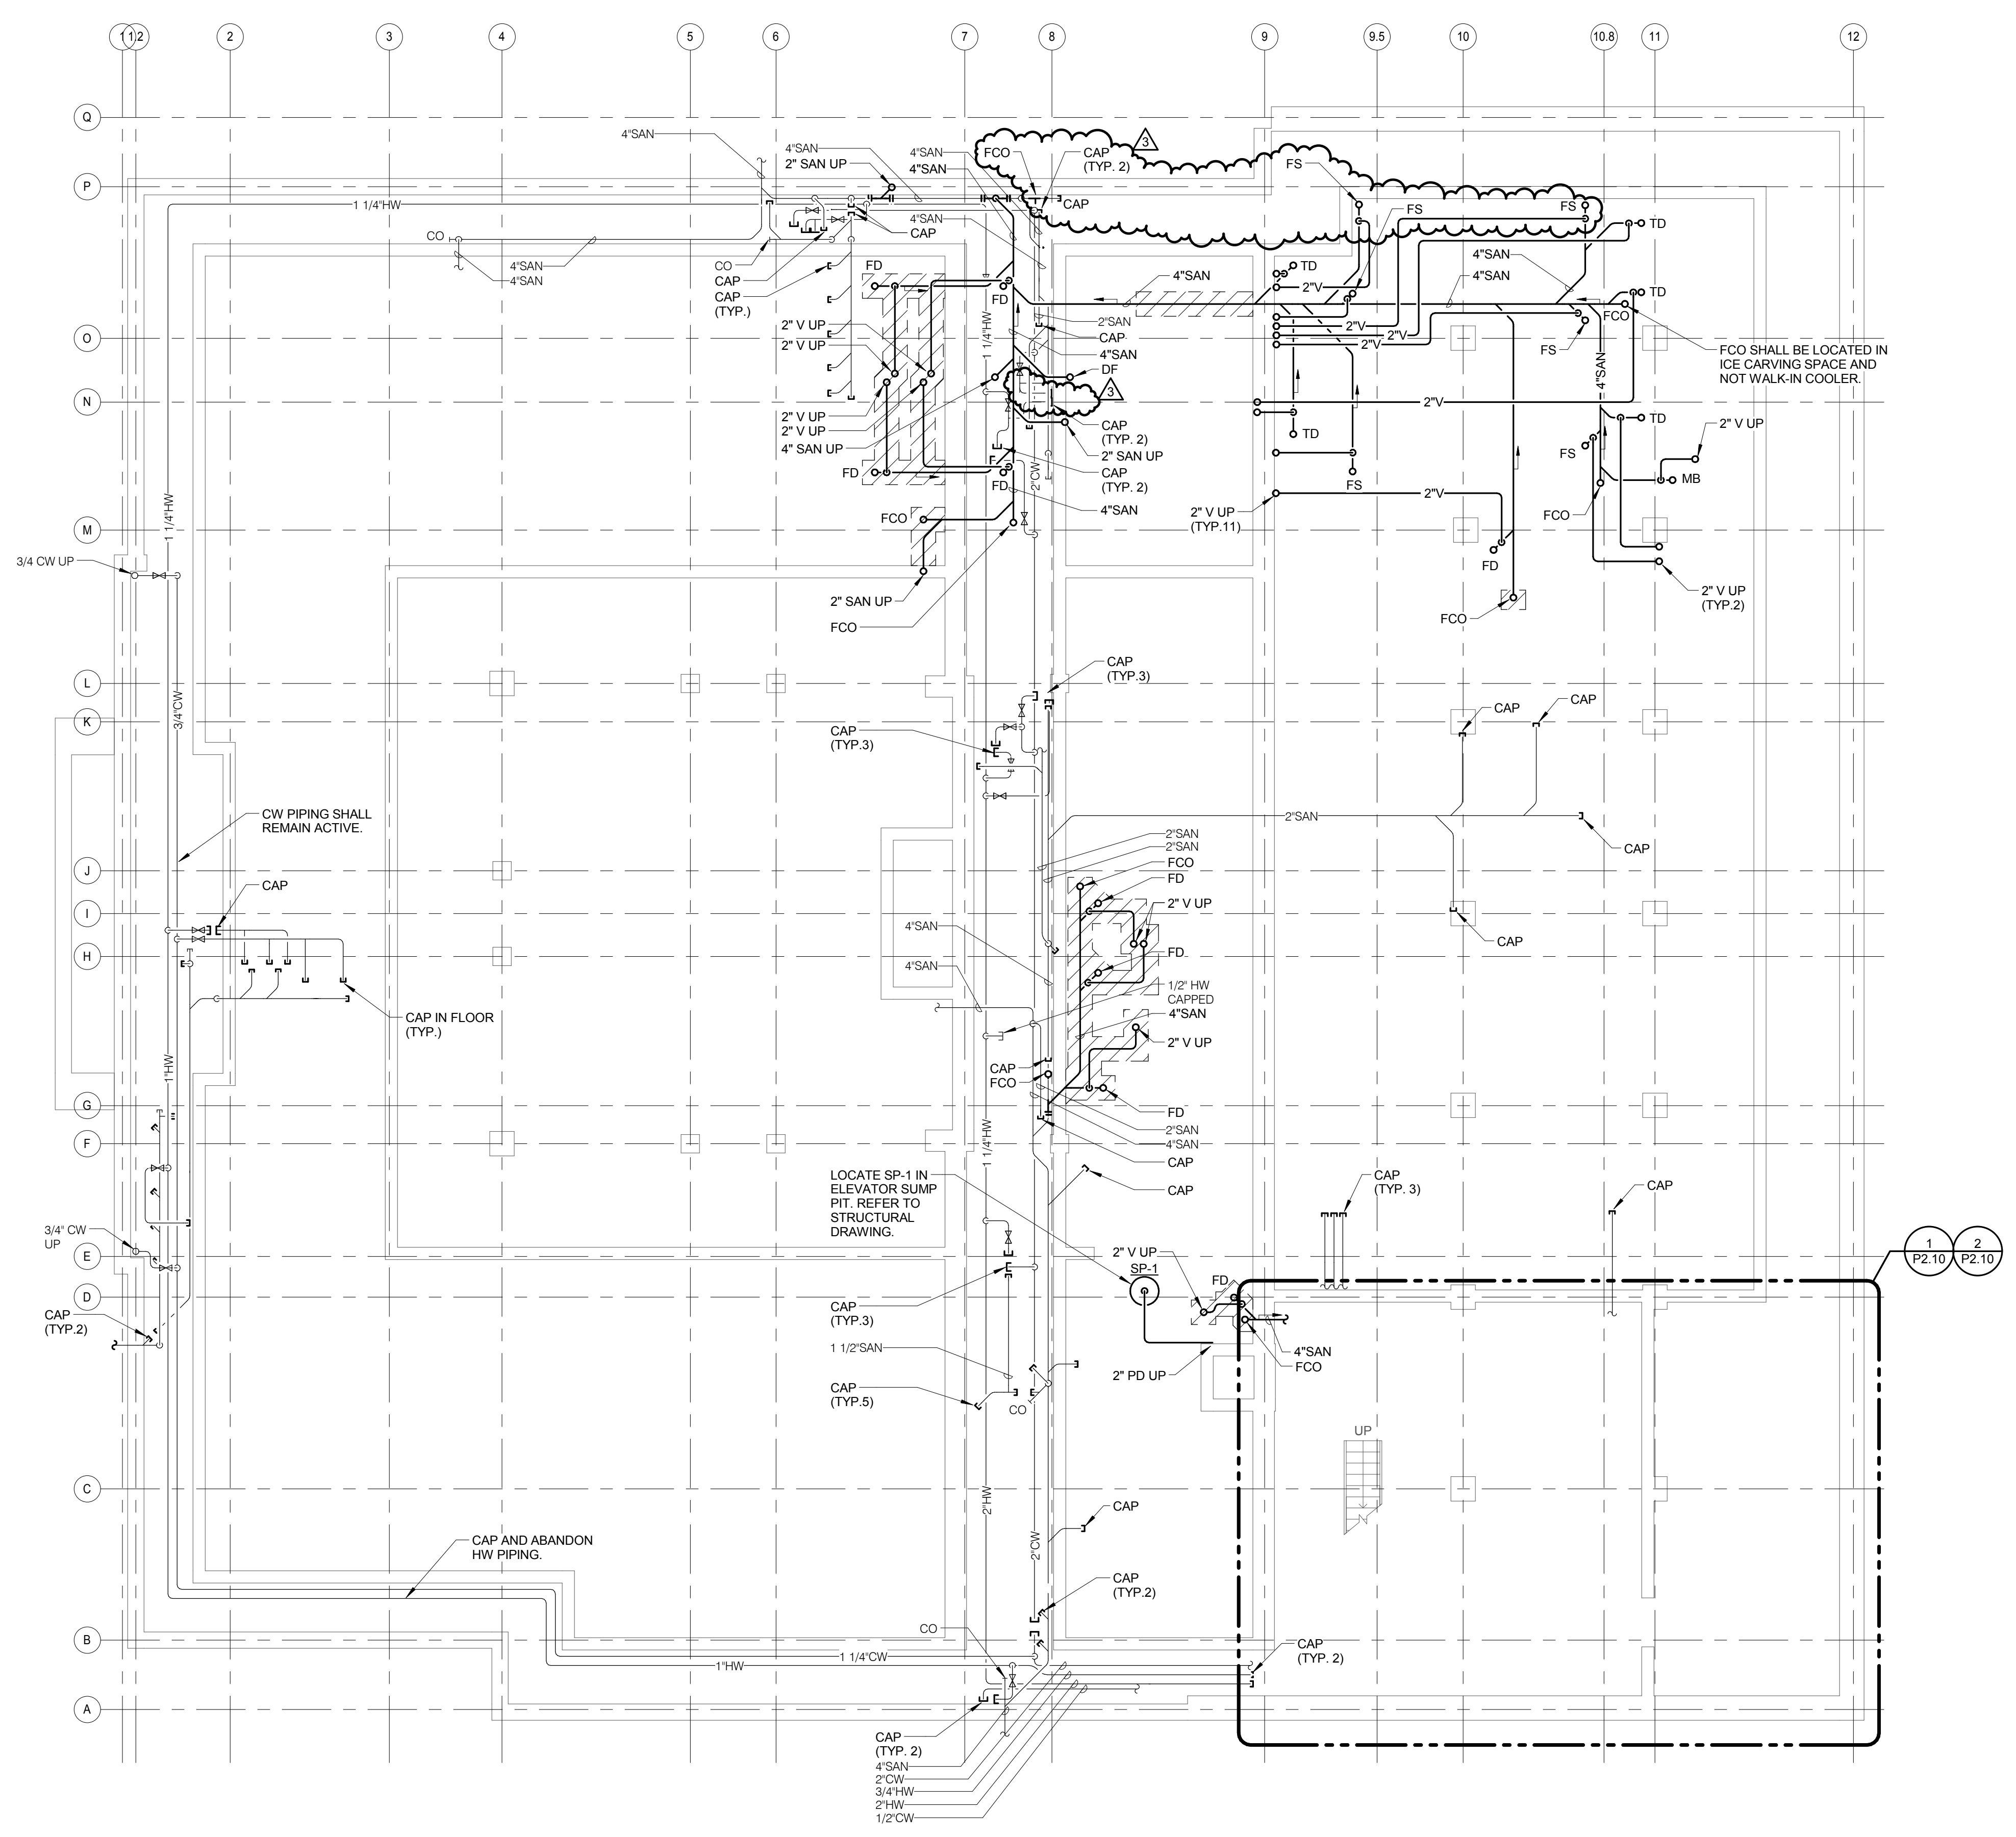 1
1.2
2
3
4
5
6
7
8
9
9.5
10
10.8
11
12
Q
P
O
N
M
L
K
J
I
H
G
F
E
D
C
B
A
4"SAN
4"SAN
2" SAN UP
4"SAN
4"SAN
FCO
CAP
(TYP. 2)
3
FS
CAP
FS
FS
TD
1 1/4"HW
CO
4"SAN
4"SAN
CO
CAP
CAP
(TYP.)
CAP
4"SAN
FD
FD
4"SAN
TD
2"V
4"SAN
4"SAN
TD
FCO
2" V UP
2" V UP
1 1/4"HW
2"SAN
CAP
4"SAN
DF
3
2"V
2"V
2"V
FS
4"SAN
FCO SHALL BE LOCATED IN
ICE CARVING SPACE AND
NOT WALK-IN COOLER.
2" V UP
2" V UP
4" SAN UP
CAP
(TYP. 2)
2" SAN UP
CAP
(TYP. 2)
2"V
TD
TD
2" V UP
FD
FD
2"CW
4"SAN
FS
FS
MB
2"V
FCO
2" V UP
(TYP.11)
FCO
1 1/4"HW
3/4 CW UP
FD
2" SAN UP
FCO
FCO
2" V UP
(TYP.2)
3/4"CW
CAP
(TYP.3)
CAP
(TYP.3)
CAP
CAP
CW PIPING SHALL
REMAIN ACTIVE.
2"SAN
2"SAN
2"SAN
FCO
FD
CAP
CAP
2" V UP
4"SAN
CAP
FD
4"SAN
1/2" HW
CAPPED
4"SAN
CAP IN FLOOR
(TYP.)
2" V UP
1"HW
CAP
FCO
FD
2"SAN
4"SAN
1 1/4"HW
CAP
CAP
LOCATE SP-1 IN
ELEVATOR SUMP
PIT. REFER TO
STRUCTURAL
DRAWING.
CAP
(TYP. 3)
CAP
3/4" CW
UP
2" V UP
SP-1
FD
1
P2.10
2
P2.10
CAP
(TYP.2)
CAP
(TYP.3)
1 1/2"SAN
4"SAN
FCO
2" PD UP
CAP
(TYP.5)
CO
UP
2"HW
CAP
2"CW
CAP AND ABANDON
HW PIPING.
CAP
(TYP.2)
CO
CAP
(TYP. 2)
1 1/4"CW
1"HW
CAP
(TYP. 2)
4"SAN
2"CW
3/4"HW
2"HW
1/2"CW